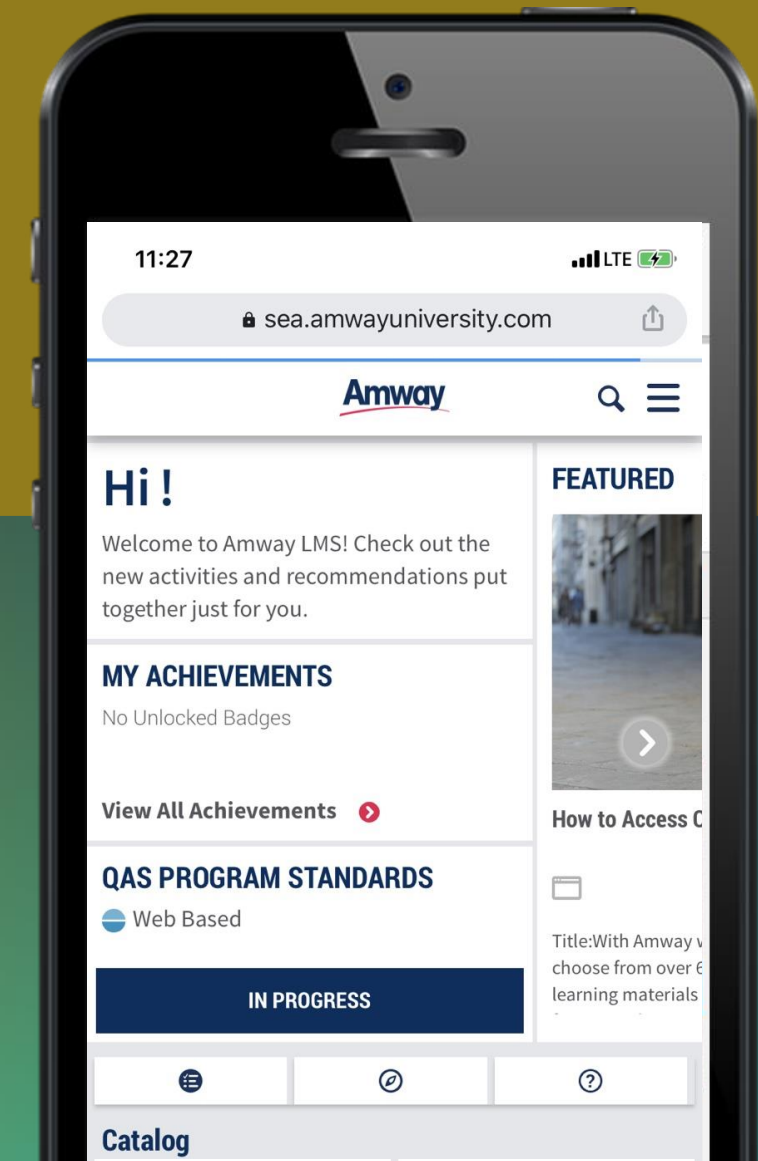 11:27
LTE
sea.amwayuniversity.com
Amway
Hi !
Welcome to Amway LMS! Check out the
new activities and recommendations put
together just for you.
MY ACHIEVEMENTS
No Unlocked Badges
View All Achievements
QAS PROGRAM STANDARDS
Web Based
IN PROGRESS
FEATURED
How to Access
Title:With Amway
choose from over 6
learning materials
Catalog